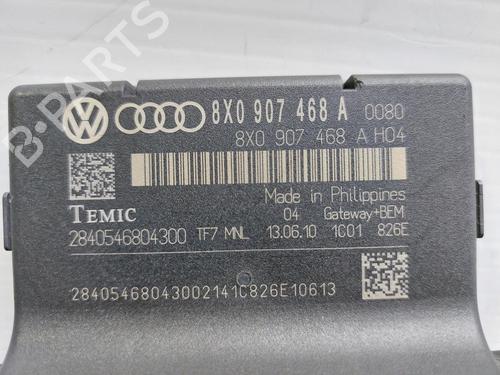 8X0 907 468 A 0080
8X0 907 468 A H04
Made in Philippines
TEMIC 04 Gateway+BEM
2840546804300 TF7 MNL 13.06.10 1C01 826E
28405468043002141C826E10613
B-PARTS